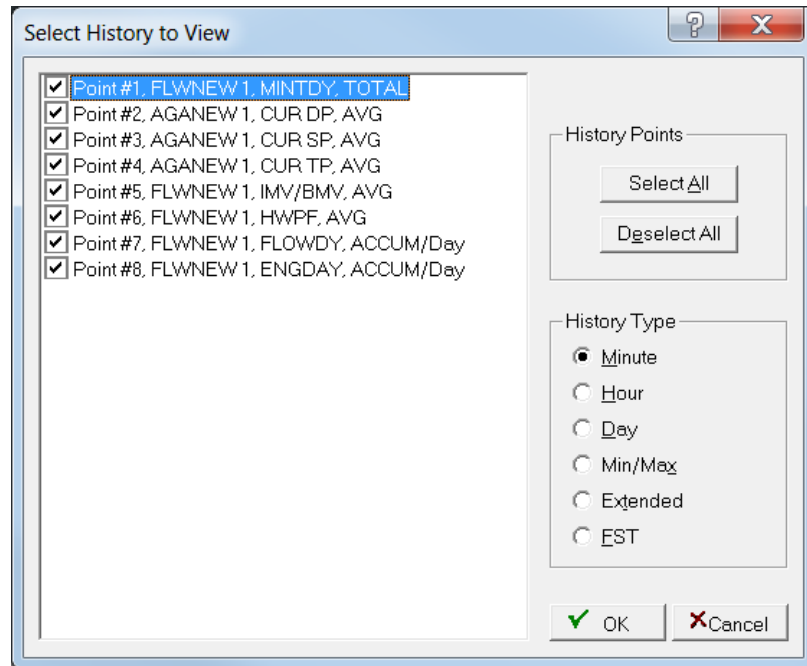 Select History to View
Point #1, FLWNEW 1, MINTDY, TOTAL
Point #2, AGANEW 1, CUR DP, AVG
Point #3, AGANEW 1, CUR SP, AVG
Point #4, AGANEW 1, CUR TP, AVG
Point #5, FLWNEW 1, IMV/BMV, AVG
Point #6, FLWNEW 1, HWPF, AVG
Point #7, FLWNEW 1, FLOWDY, ACCUM/Day
Point #8, FLWNEW 1, ENGDAY, ACCUM/Day
History Points
Select All
Deselect All
History Type
Minute
Hour
Day
Min/Max
Extended
FST
OK
Cancel